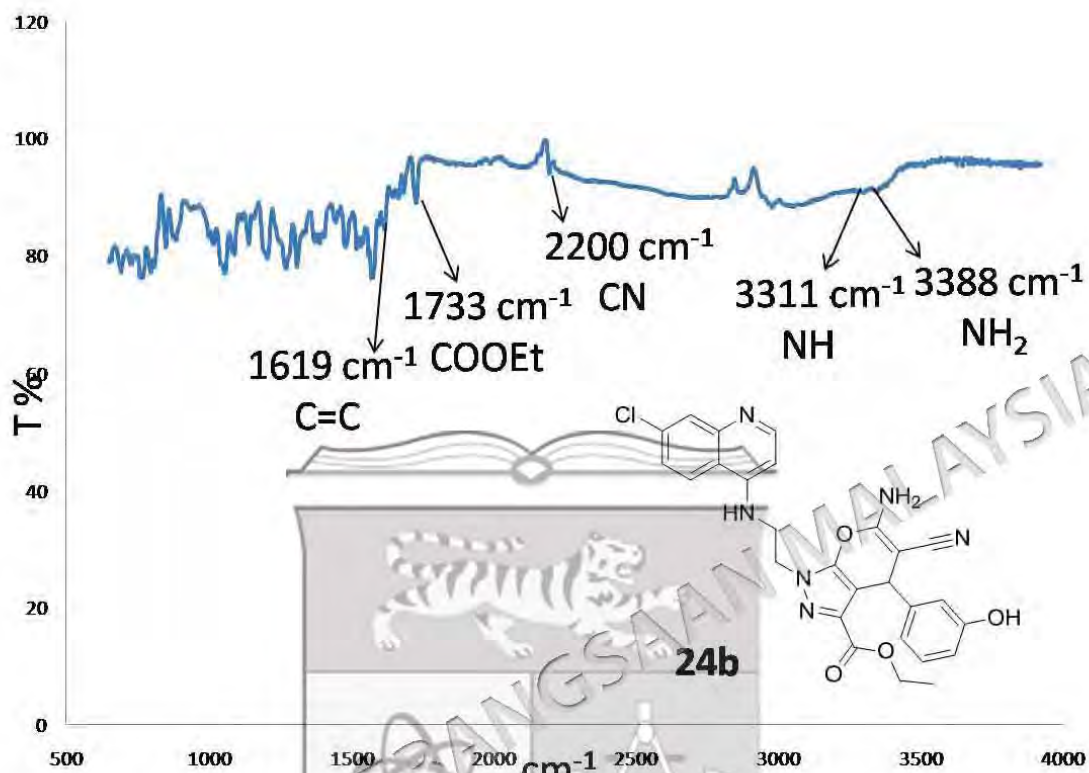 120
100
80
60
40
20
0
T %
2200 cm⁻¹
CN
1733 cm⁻¹
COOEt
1619 cm⁻¹
C=C
3311 cm⁻¹
NH
3388 cm⁻¹
NH₂
Cl
N
HN
NH₂
O
N
N
N
OH
O
O
24b
500
1000
1500
2000
2500
3000
3500
4000
cm⁻¹
ANGSAAN MALAYSIA